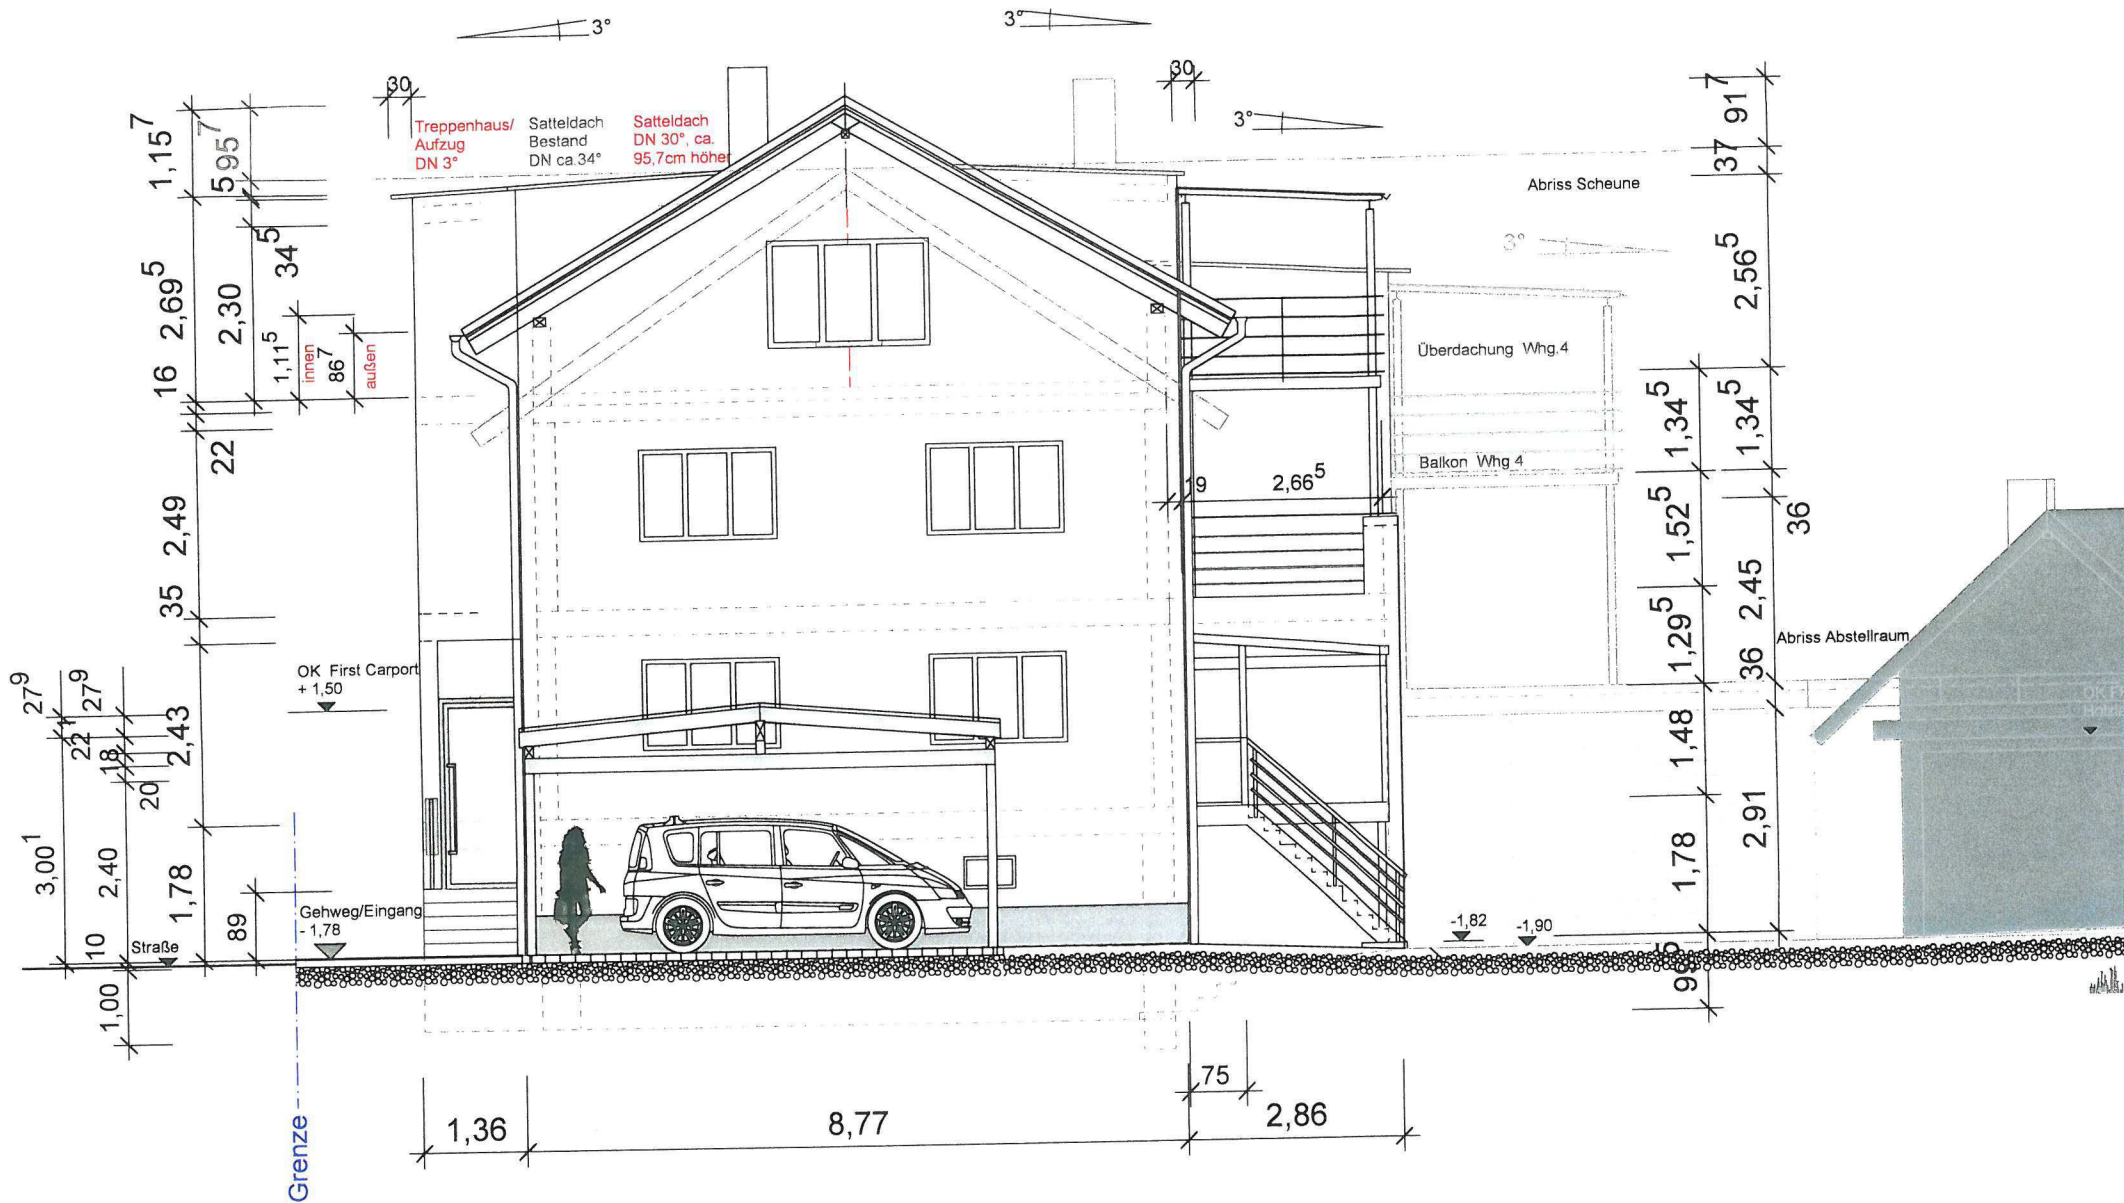 3°
3°
30
30
3°
Treppenhaus/
Aufzug
DN 3°
Satteldach
Bestand
DN ca.34°
Satteldach
DN 30°, ca.
95,7cm höher
1,15⁷
95⁷
5
34⁵
2,69⁵
2,30
16
1,11⁵
innen
86⁷
außen
22
2,49
35
2,43
1,78
89
27⁹
27⁹
22¹
18
20
3,00¹
2,40
10
1,00
OK First Carport
+ 1,50
Gehweg/Eingang
- 1,78
Straße
Grenze
1,36
8,77
75
2,86
19
2,66⁵
Abriss Scheune
3°
Überdachung Whg.4
Balkon Whg 4
Abriss Abstellraum
-1,82
-1,90
91⁷
37
2,56⁵
1,34⁵
1,34⁵
36
1,52⁵
2,45
1,29⁵
36
1,48
2,91
1,78